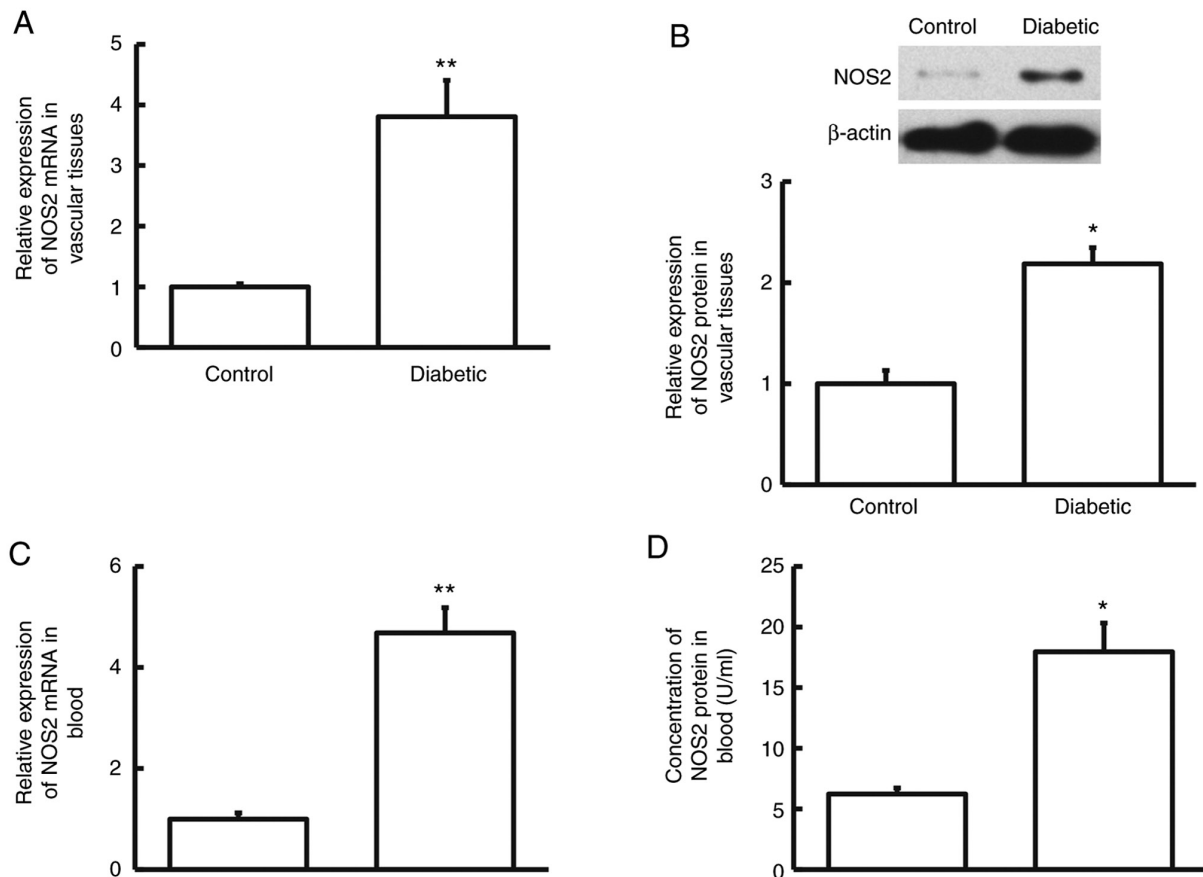 A
Relative expression
of NOS2 mRNA in
vascular tissues
5
4
3
2
1
0
**
Control
Diabetic
B
Control
Diabetic
NOS2
β-actin
Relative expression
of NOS2 protein in
vascular tissues
3
2
1
0
*
Control
Diabetic
C
Relative expression
of NOS2 mRNA in
blood
6
4
2
0
**
D
Concentration of
NOS2 protein in
blood (U/ml)
25
20
15
10
5
0
*